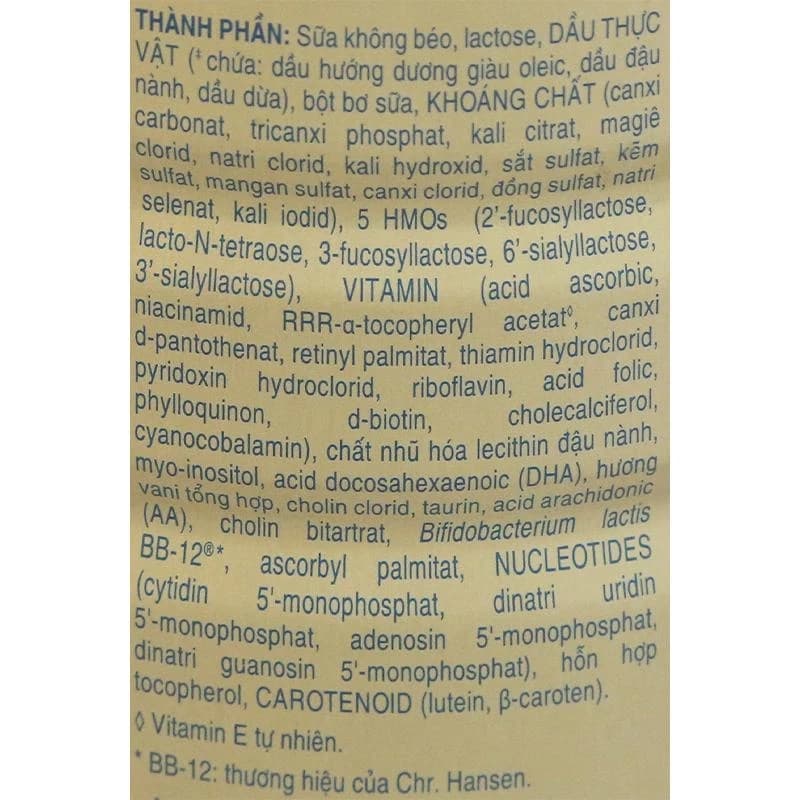 THÀNH PHẦN: Sữa không béo, lactose, DẦU THỰC
VẬT (‡ chứa: dầu hướng dương giàu oleic, dầu đậu
nành, dầu dừa), bột bơ sữa, KHOÁNG CHẤT (canxi
carbonat, tricanxi phosphat, kali citrat, magiê
clorid, natri clorid, kali hydroxid, sắt sulfat, kẽm
sulfat, mangan sulfat, canxi clorid, đồng sulfat, natri
selenat, kali iodid), 5 HMOs (2’-fucosyllactose,
lacto-N-tetraose, 3-fucosyllactose, 6’-sialyllactose,
3’-sialyllactose), VITAMIN (acid ascorbic,
niacinamid, RRR-α-tocopheryl acetat◊, canxi
d-pantothenat, retinyl palmitat, thiamin hydroclorid,
pyridoxin hydroclorid, riboflavin, acid folic,
phylloquinon, d-biotin, cholecalciferol,
cyanocobalamin), chất nhũ hóa lecithin đậu nành,
myo-inositol, acid docosahexaenoic (DHA), hương
vani tổng hợp, cholin clorid, taurin, acid arachidonic
(AA), cholin bitartrat, Bifidobacterium lactis
BB-12®*, ascorbyl palmitat, NUCLEOTIDES
(cytidin 5'-monophosphat, dinatri uridin
5'-monophosphat, adenosin 5'-monophosphat,
dinatri guanosin 5'-monophosphat), hỗn hợp
tocopherol, CAROTENOID (lutein, β-caroten).
◊ Vitamin E tự nhiên.
* BB-12: thương hiệu của Chr. Hansen.